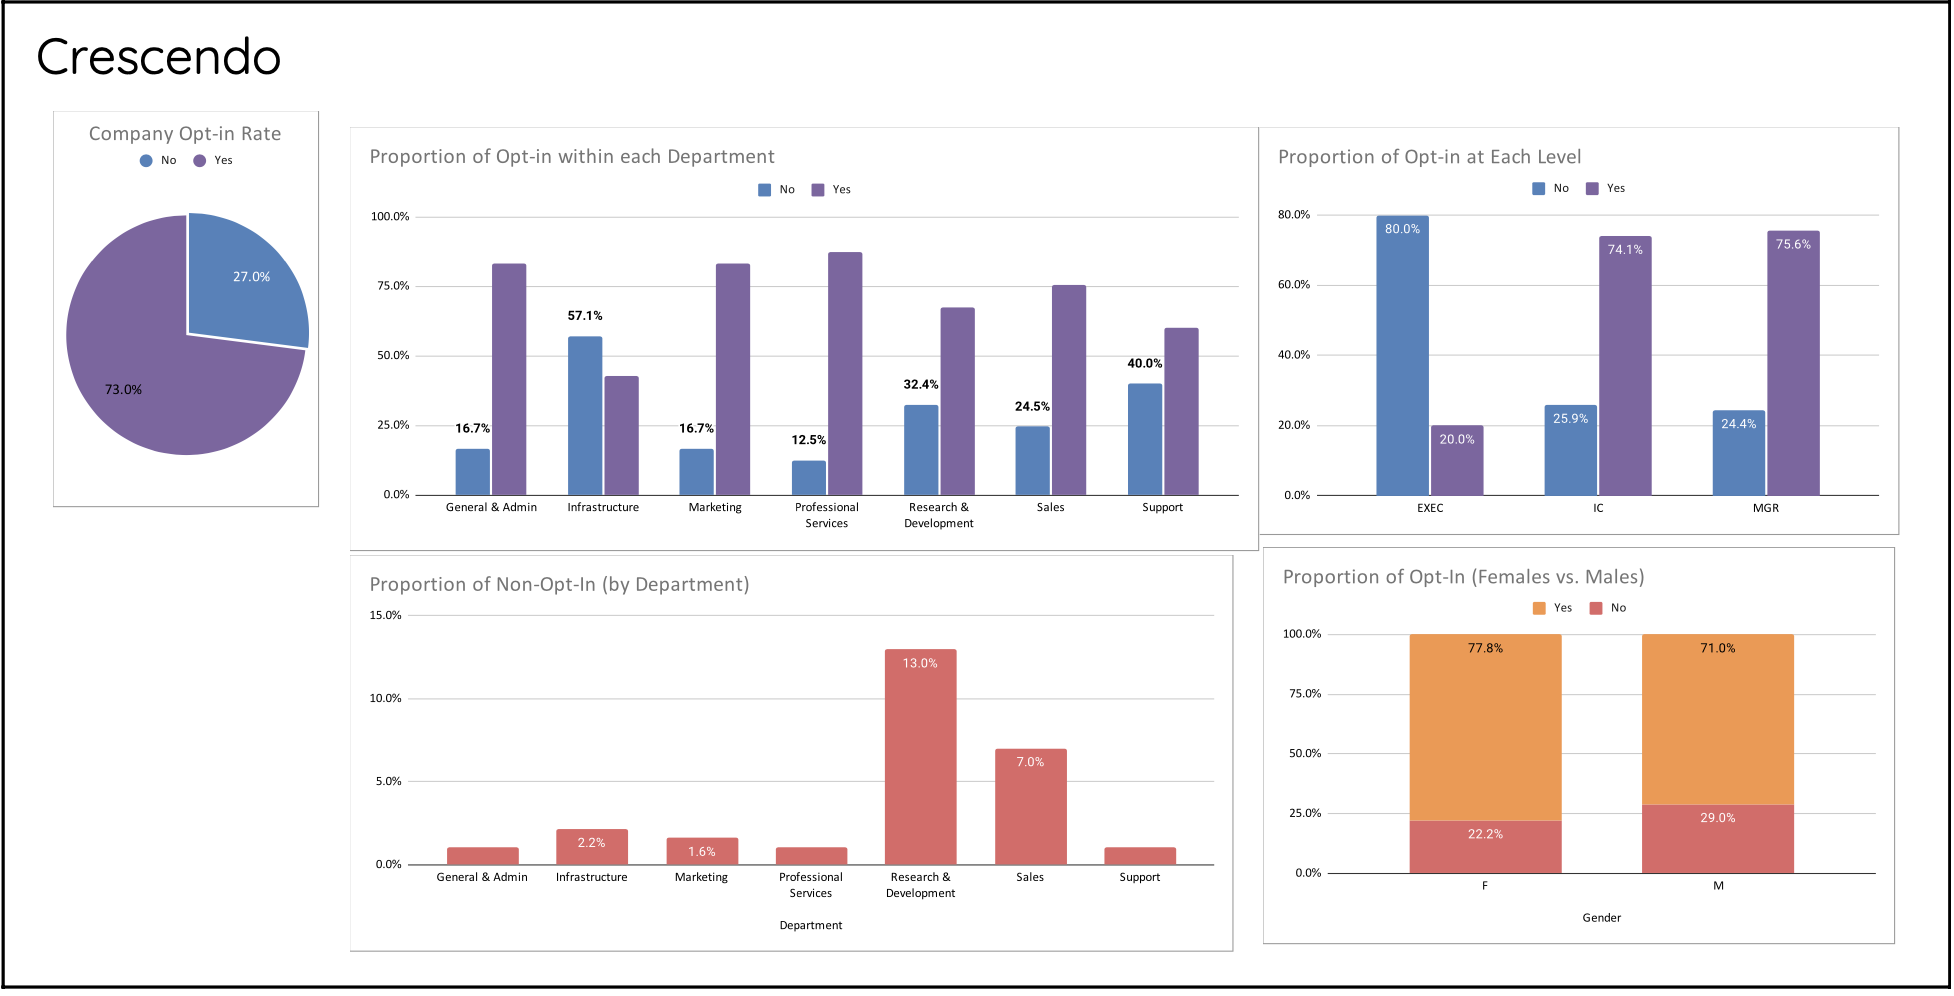 Crescendo
Company Opt-in Rate
No Yes
27.0%
73.0%
Proportion of Opt-in within each Department
No Yes
100.0%
75.0%
50.0%
25.0%
0.0%
16.7%
57.1%
16.7%
12.5%
32.4%
24.5%
40.0%
General & Admin
Infrastructure
Marketing
Professional
Services
Research &
Development
Sales
Support
Proportion of Opt-in at Each Level
No Yes
80.0%
60.0%
40.0%
20.0%
0.0%
80.0%
20.0%
25.9%
74.1%
24.4%
75.6%
EXEC
IC
MGR
Proportion of Non-Opt-In (by Department)
15.0%
10.0%
5.0%
0.0%
2.2%
1.6%
13.0%
7.0%
General & Admin
Infrastructure
Marketing
Professional
Services
Research &
Development
Sales
Support
Department
Proportion of Opt-In (Females vs. Males)
Yes No
100.0%
75.0%
50.0%
25.0%
0.0%
77.8%
22.2%
71.0%
29.0%
F
M
Gender